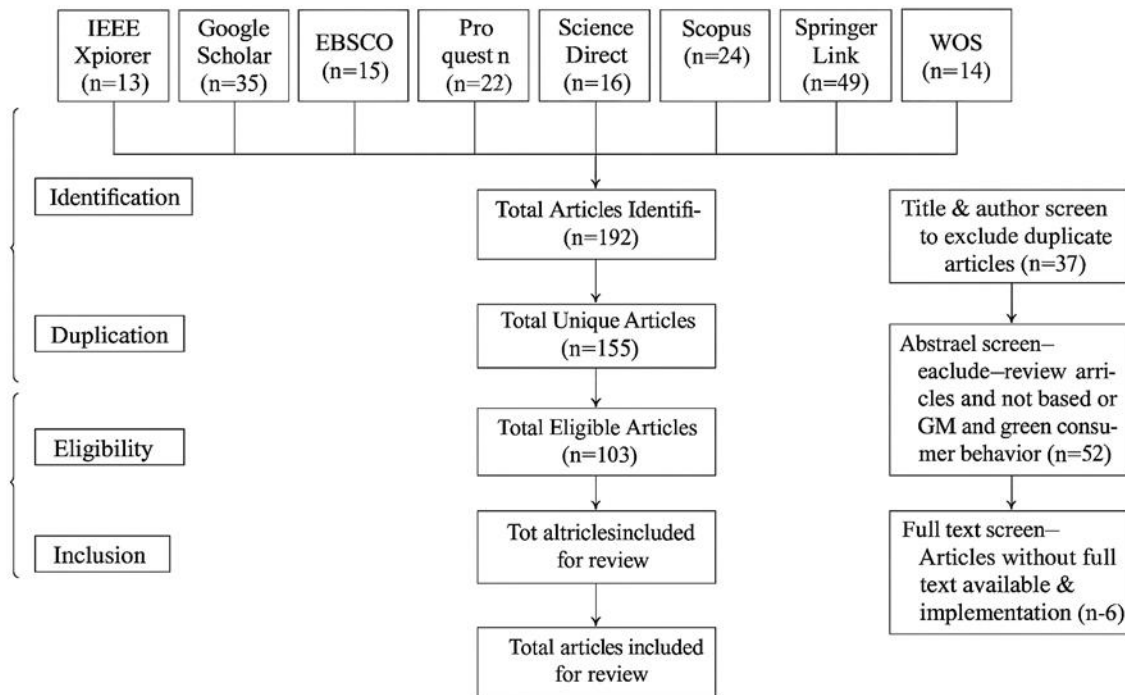 IEEE
Xpiorer
(n=13)
Google
Scholar
(n=35)
EBSCO
(n=15)
Pro
quest n
(n=22)
Science
Direct
(n=16)
Scopus
(n=24)
Springer
Link
(n=49)
WOS
(n=14)
Identification
Total Articles Identifi-
(n=192)
Title & author screen
to exclude duplicate
articles (n=37)
Duplication
Total Unique Articles
(n=155)
Abstrael screen–
eaclude–review arri-
cles and not based or
GM and green consu-
mer behavior (n=52)
Eligibility
Total Eligible Articles
(n=103)
Inclusion
Tot altriclesincluded
for review
Full text screen–
Articles without full
text available &
implementation (n-6)
Total articles included
for review